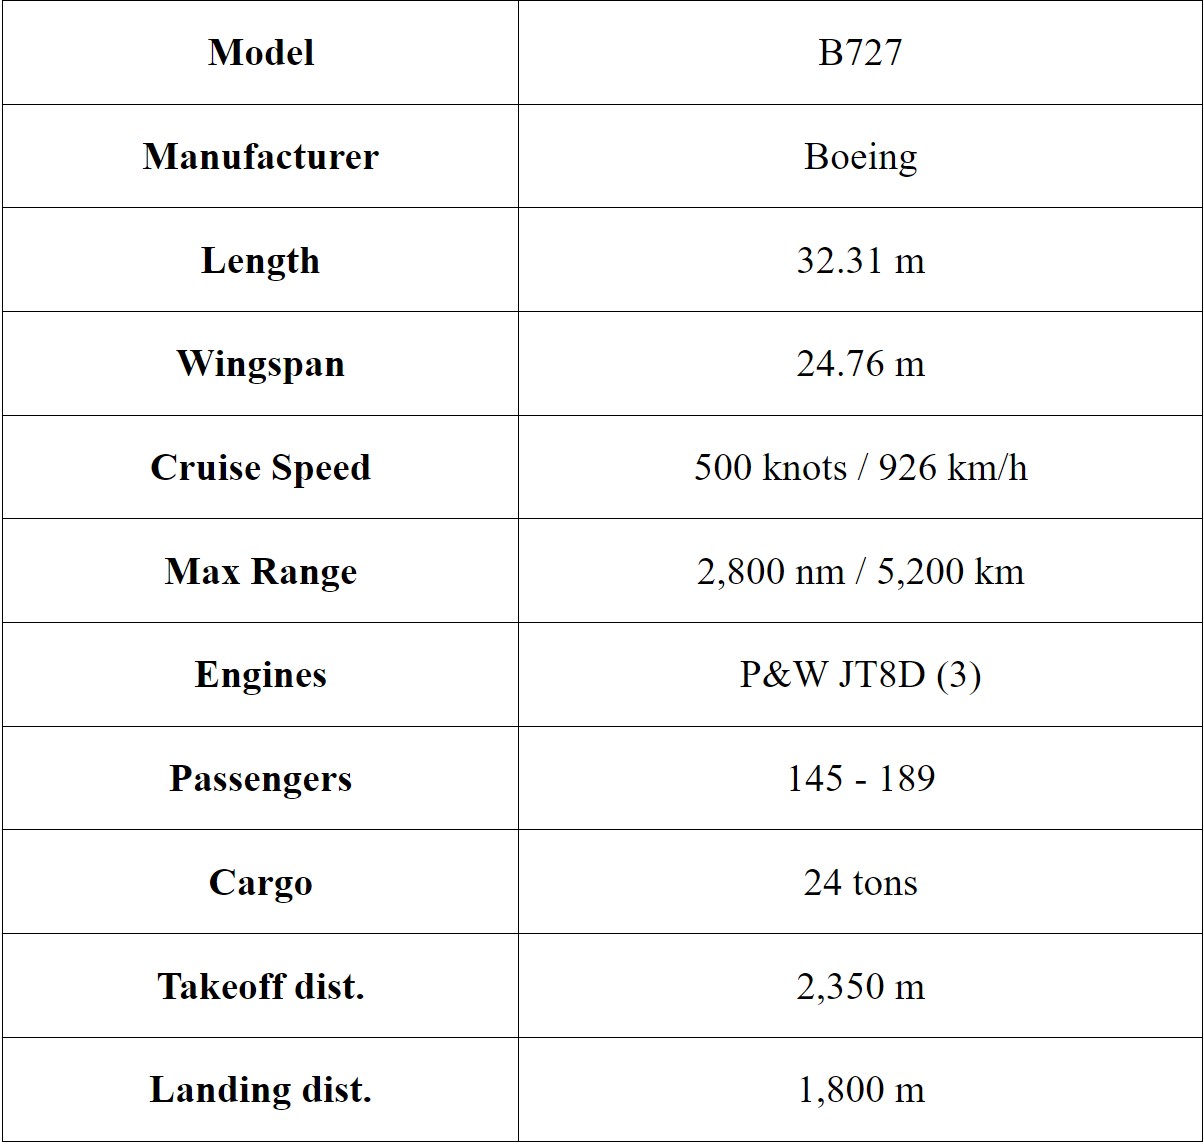 Model B727
Manufacturer Boeing
Length 32.31 m
Wingspan 24.76 m
Cruise Speed 500 knots / 926 km/h
Max Range 2,800 nm / 5,200 km
Engines P&W JT8D (3)
Passengers 145 - 189
Cargo 24 tons
Takeoff dist. 2,350 m
Landing dist. 1,800 m